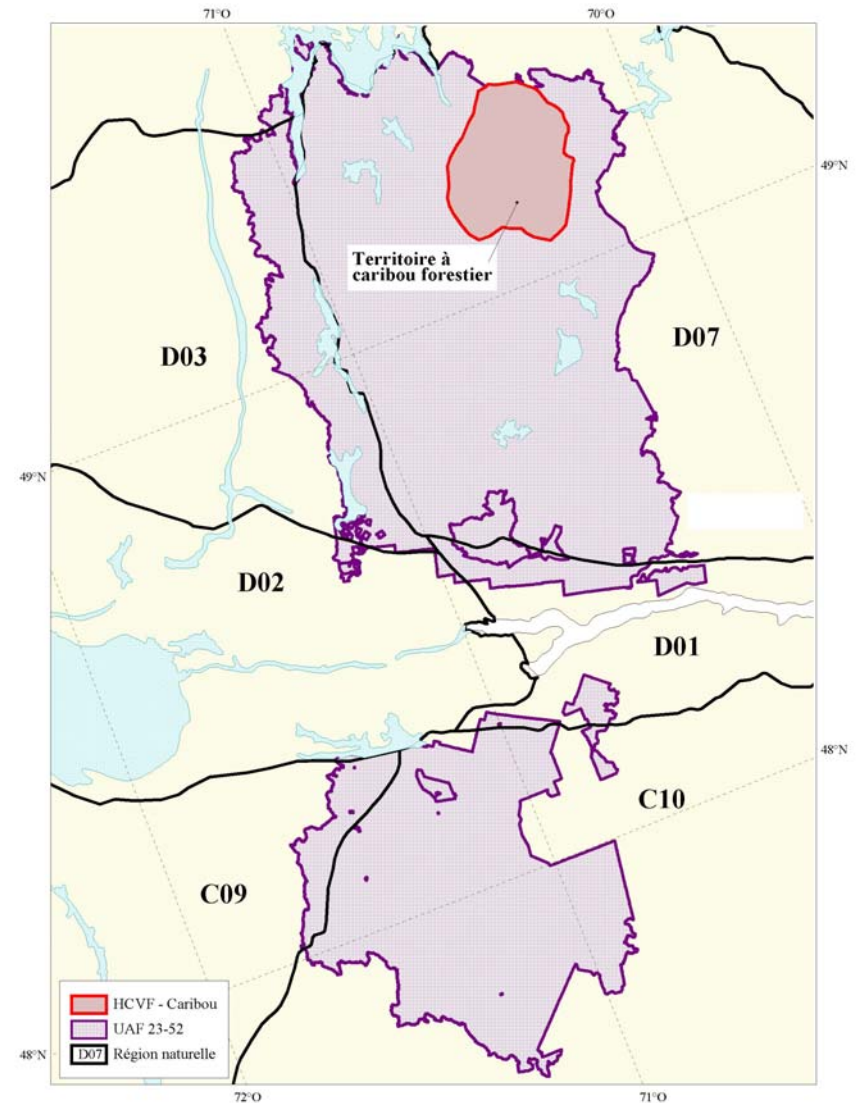 71°O
70°O
49°N
Territoire à
caribou forestier
D03
D07
49°N
D02
D01
48°N
C10
C09
HCVF - Caribou
UAF 23-52
D07 Région naturelle
48°N
72°O
71°O